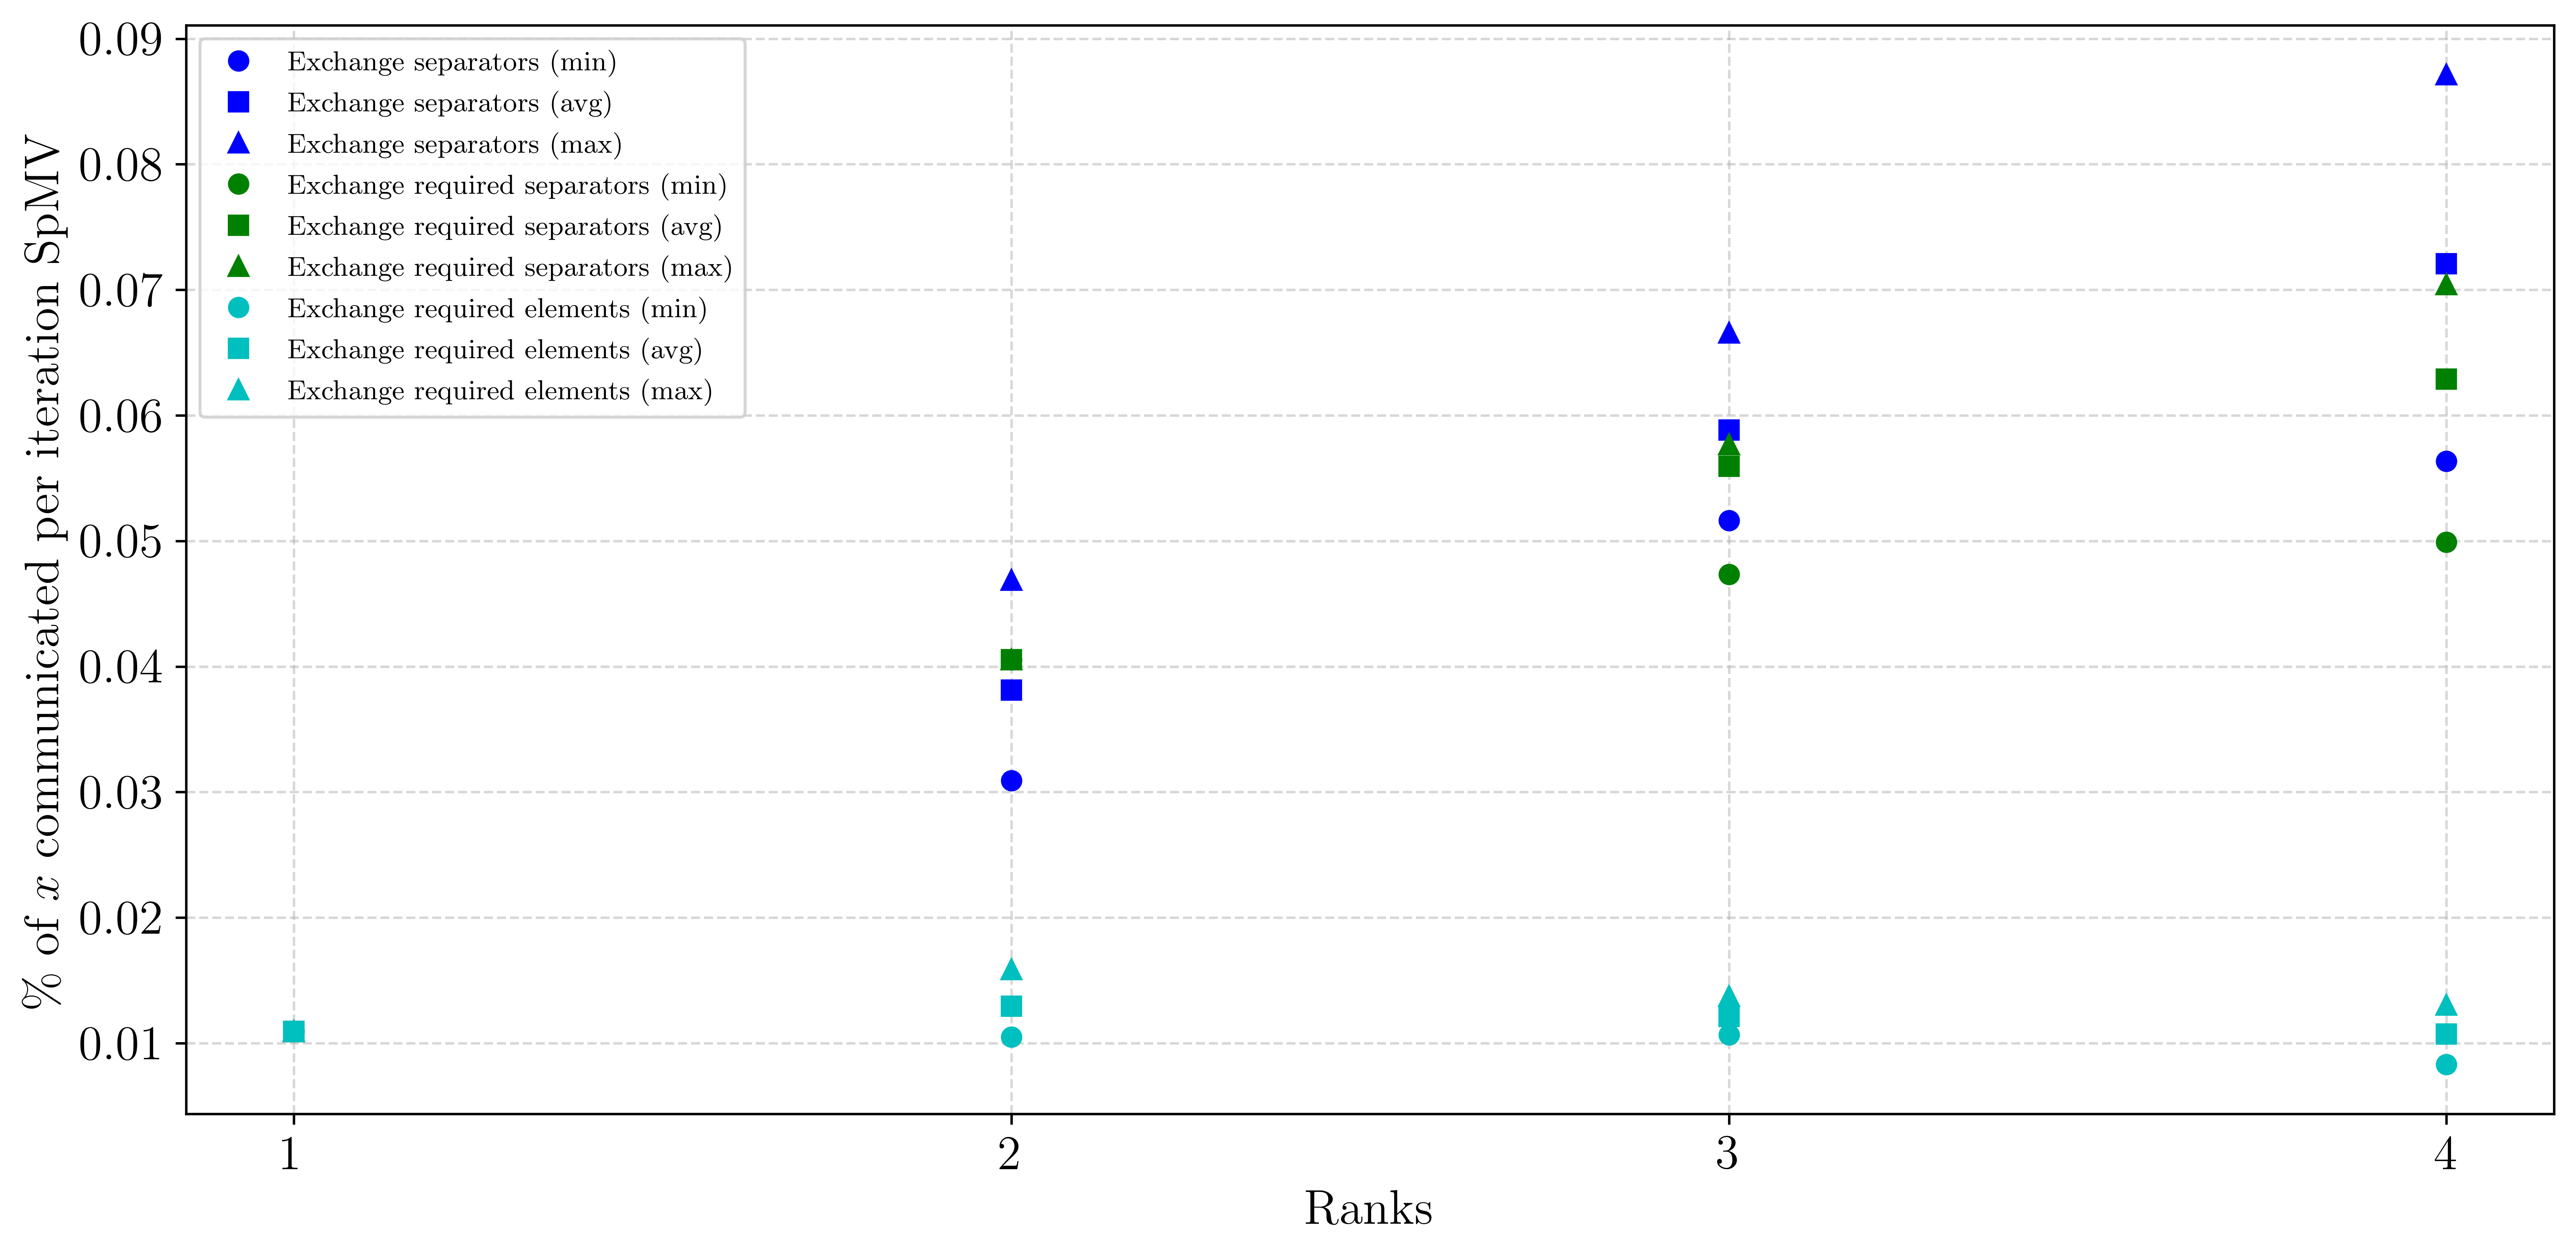 % of x communicated per iteration SpMV
0.09
0.08
0.07
0.06
0.05
0.04
0.03
0.02
0.01
Exchange separators (min)
Exchange separators (avg)
Exchange separators (max)
Exchange required separators (min)
Exchange required separators (avg)
Exchange required separators (max)
Exchange required elements (min)
Exchange required elements (avg)
Exchange required elements (max)
1 2 3 4
Ranks